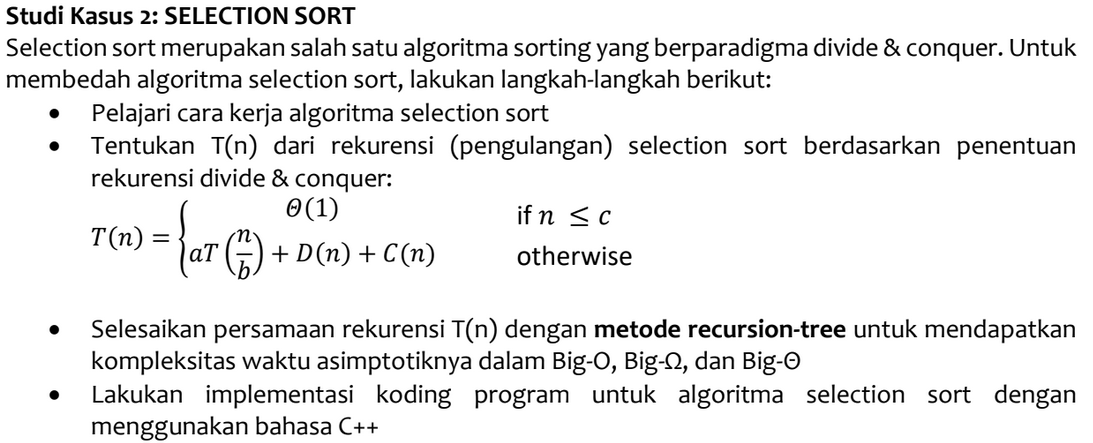 Studi Kasus 2: SELECTION SORT
Selection sort merupakan salah satu algoritma sorting yang berparadigma divide & conquer. Untuk
membedah algoritma selection sort, lakukan langkah-langkah berikut:
• Pelajari cara kerja algoritma selection sort
• Tentukan T(n) dari rekurensi (pengulangan) selection sort berdasarkan penentuan
rekurensi divide & conquer:
T(n) = { Θ(1) if n ≤ c
aT(n/b) + D(n) + C(n) otherwise
• Selesaikan persamaan rekurensi T(n) dengan metode recursion-tree untuk mendapatkan
kompleksitas waktu asimptotiknya dalam Big-O, Big-Ω, dan Big-Θ
• Lakukan implementasi koding program untuk algoritma selection sort dengan
menggunakan bahasa C++